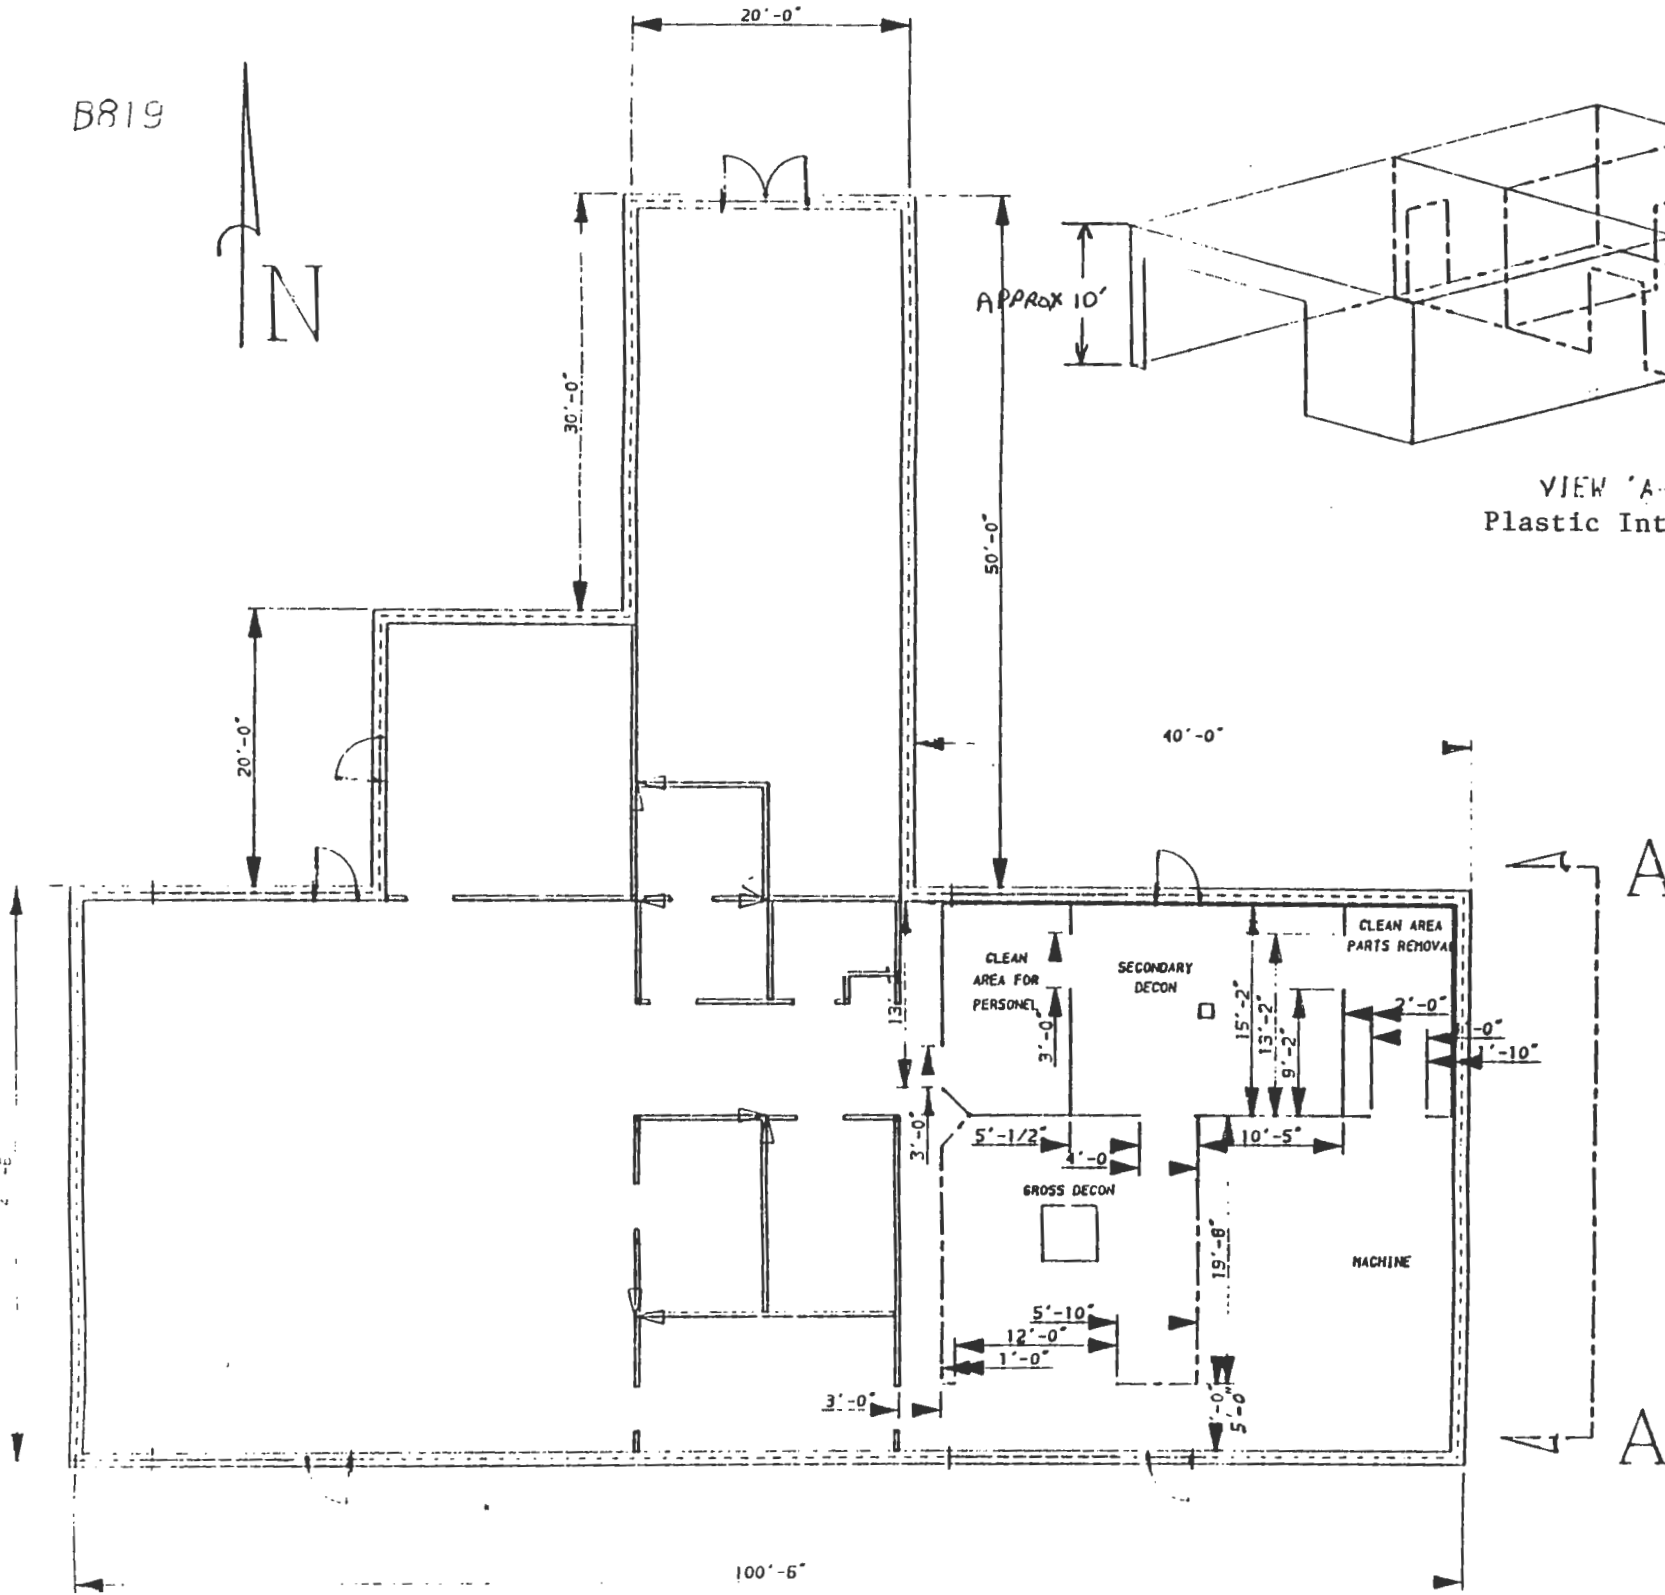 20'-0"
B819
N
APPROX 10'
30'-0"
VIEW 'A-
Plastic Int
50'-0"
20'-0"
40'-0"
A
CLEAN AREA
PARTS REMOVAL
CLEAN
AREA FOR
PERSONEL
SECONDARY
DECON
13'
3'-0"
15'-2"
13'-2"
9'-2"
2'-0"
'-0"
1'-10"
3'-0"
5'-1/2"
10'-5"
4'-0
GROSS DECON
19'-8"
MACHINE
5'-10"
12'-0"
1'-0"
3'-0"
'-0"
5'-0"
A
100'-6"